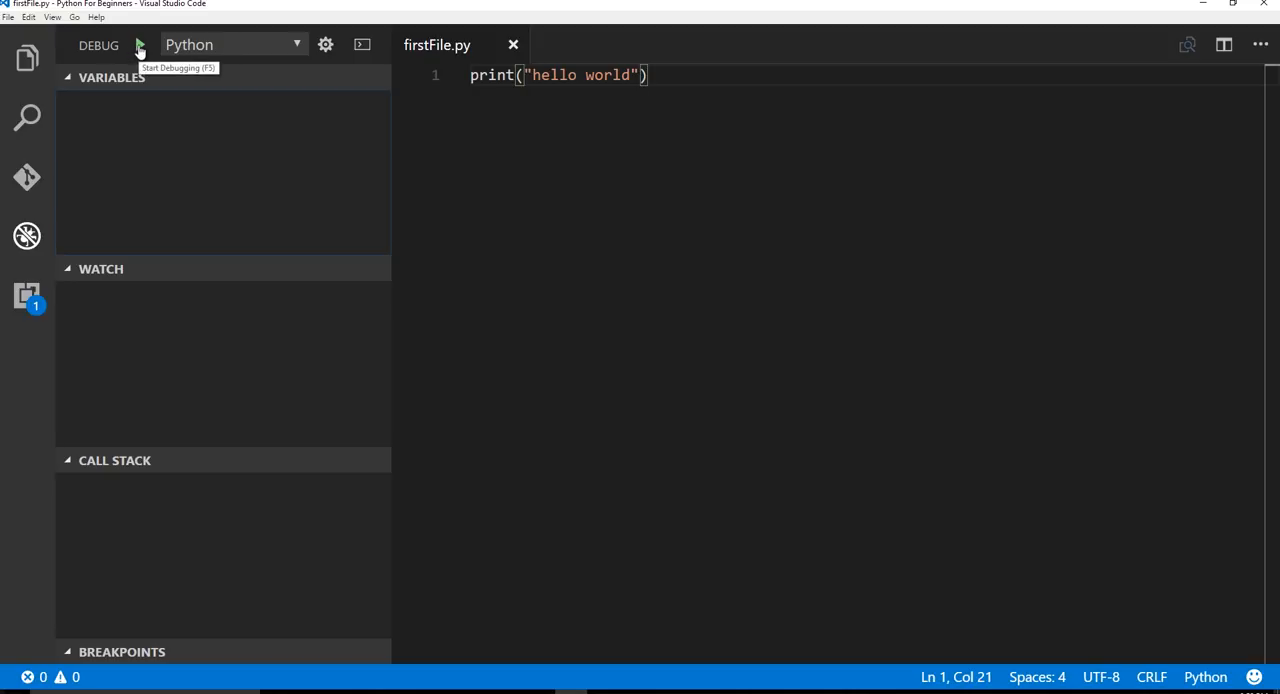 firstFile.py - Python For Beginners - Visual Studio Code
File Edit View Go Help
DEBUG Python
Start Debugging (F5)
VARIABLES
WATCH
CALL STACK
BREAKPOINTS
firstFile.py
1 print("hello world")
1
0 0
Ln 1, Col 21 Spaces: 4 UTF-8 CRLF Python